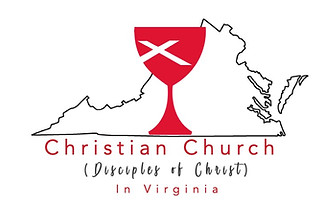 Christian Church
(Disciples of Christ)
In Virginia